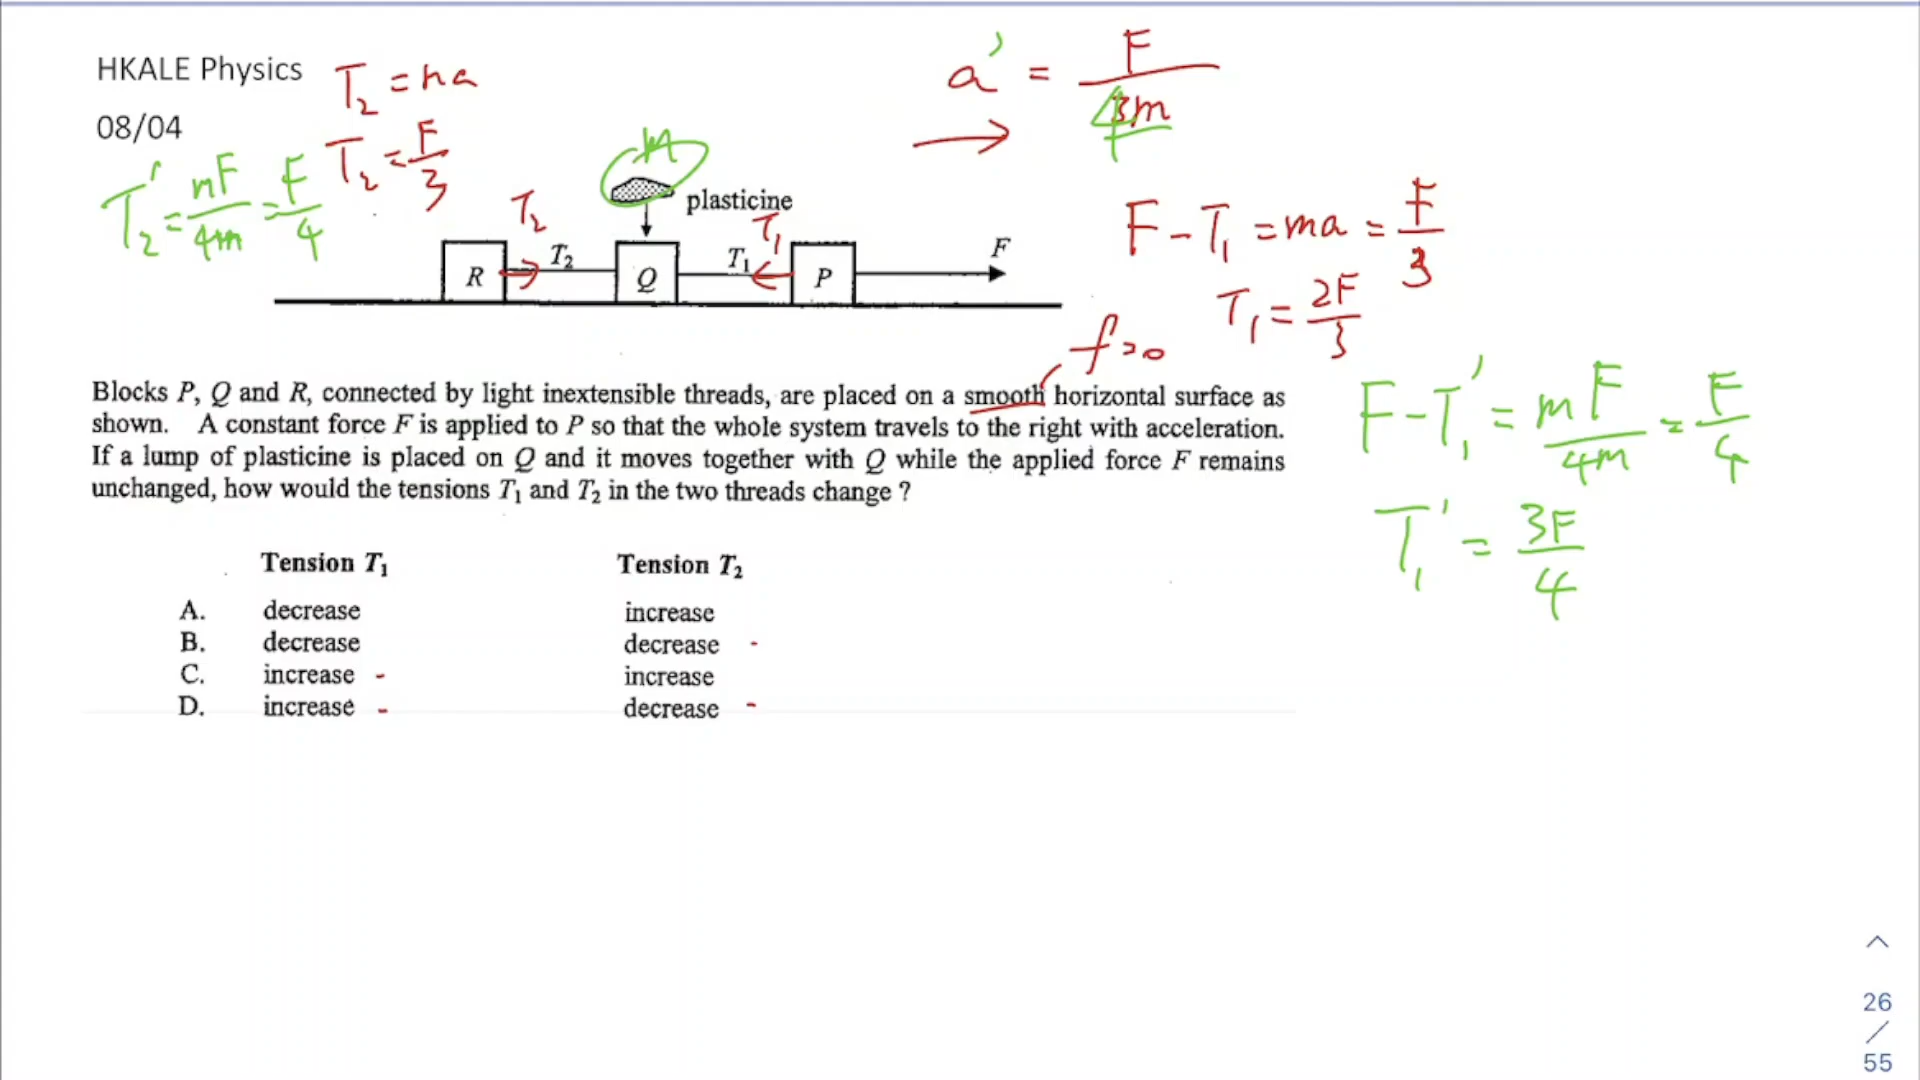 HKALE Physics
08/04
T₂ = ma
T₂ = F/3
T₂' = mF/4m = F/4
m
plasticine
T₂
T₁
R
T₂
Q
T₁
P
F
a' = F/
3m
4
F - T₁ = ma = F/3
T₁ = 2F/3
f=0
F - T₁' = mF/4m = F/4
T₁' = 3F/4
Blocks P, Q and R, connected by light inextensible threads, are placed on a smooth horizontal surface as
shown. A constant force F is applied to P so that the whole system travels to the right with acceleration.
If a lump of plasticine is placed on Q and it moves together with Q while the applied force F remains
unchanged, how would the tensions T₁ and T₂ in the two threads change ?
Tension T₁ Tension T₂
A. decrease increase
B. decrease decrease
C. increase increase
D. increase decrease
26
/
55